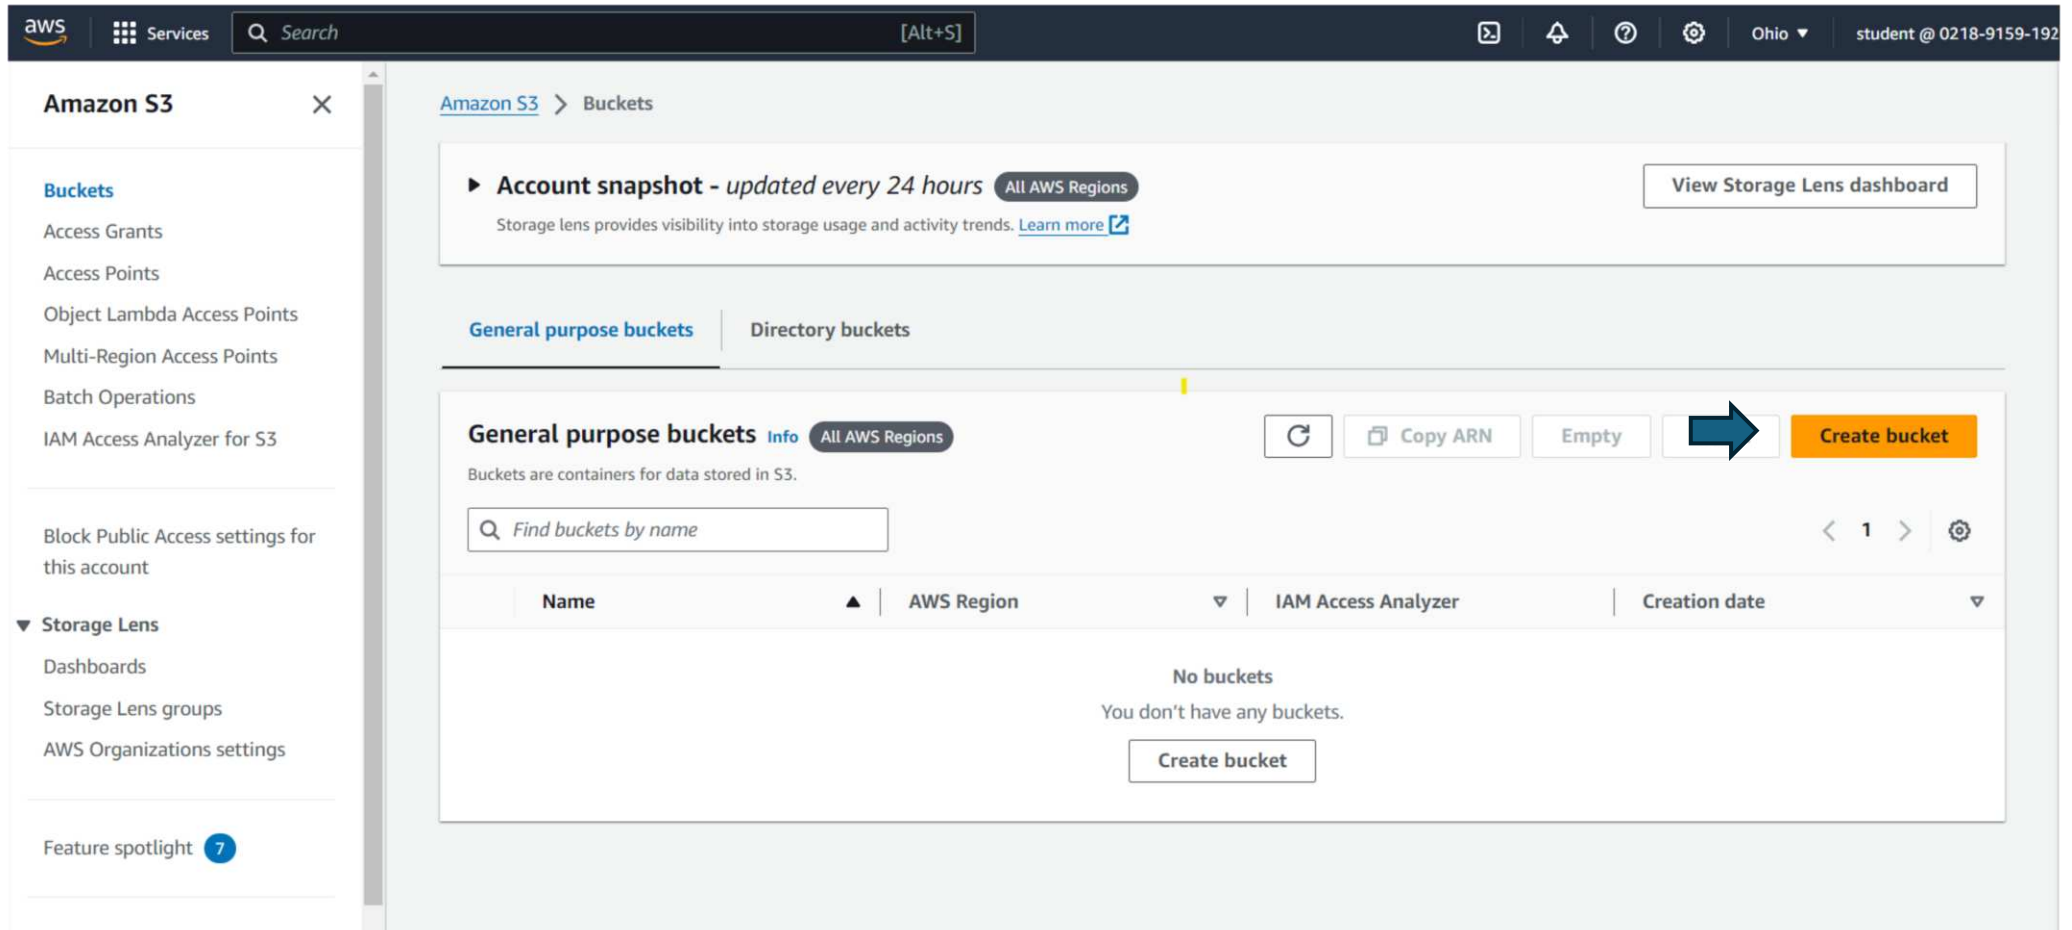 aws
Services
Search
[Alt+S]
Ohio
student @ 0218-9159-192
Amazon S3
Buckets
Access Grants
Access Points
Object Lambda Access Points
Multi-Region Access Points
Batch Operations
IAM Access Analyzer for S3
Block Public Access settings for
this account
Storage Lens
Dashboards
Storage Lens groups
AWS Organizations settings
Feature spotlight 7
Amazon S3 > Buckets
Account snapshot - updated every 24 hours All AWS Regions
View Storage Lens dashboard
Storage lens provides visibility into storage usage and activity trends. Learn more
General purpose buckets
Directory buckets
General purpose buckets Info All AWS Regions
Copy ARN
Empty
Create bucket
Buckets are containers for data stored in S3.
Find buckets by name
1
Name
AWS Region
IAM Access Analyzer
Creation date
No buckets
You don't have any buckets.
Create bucket